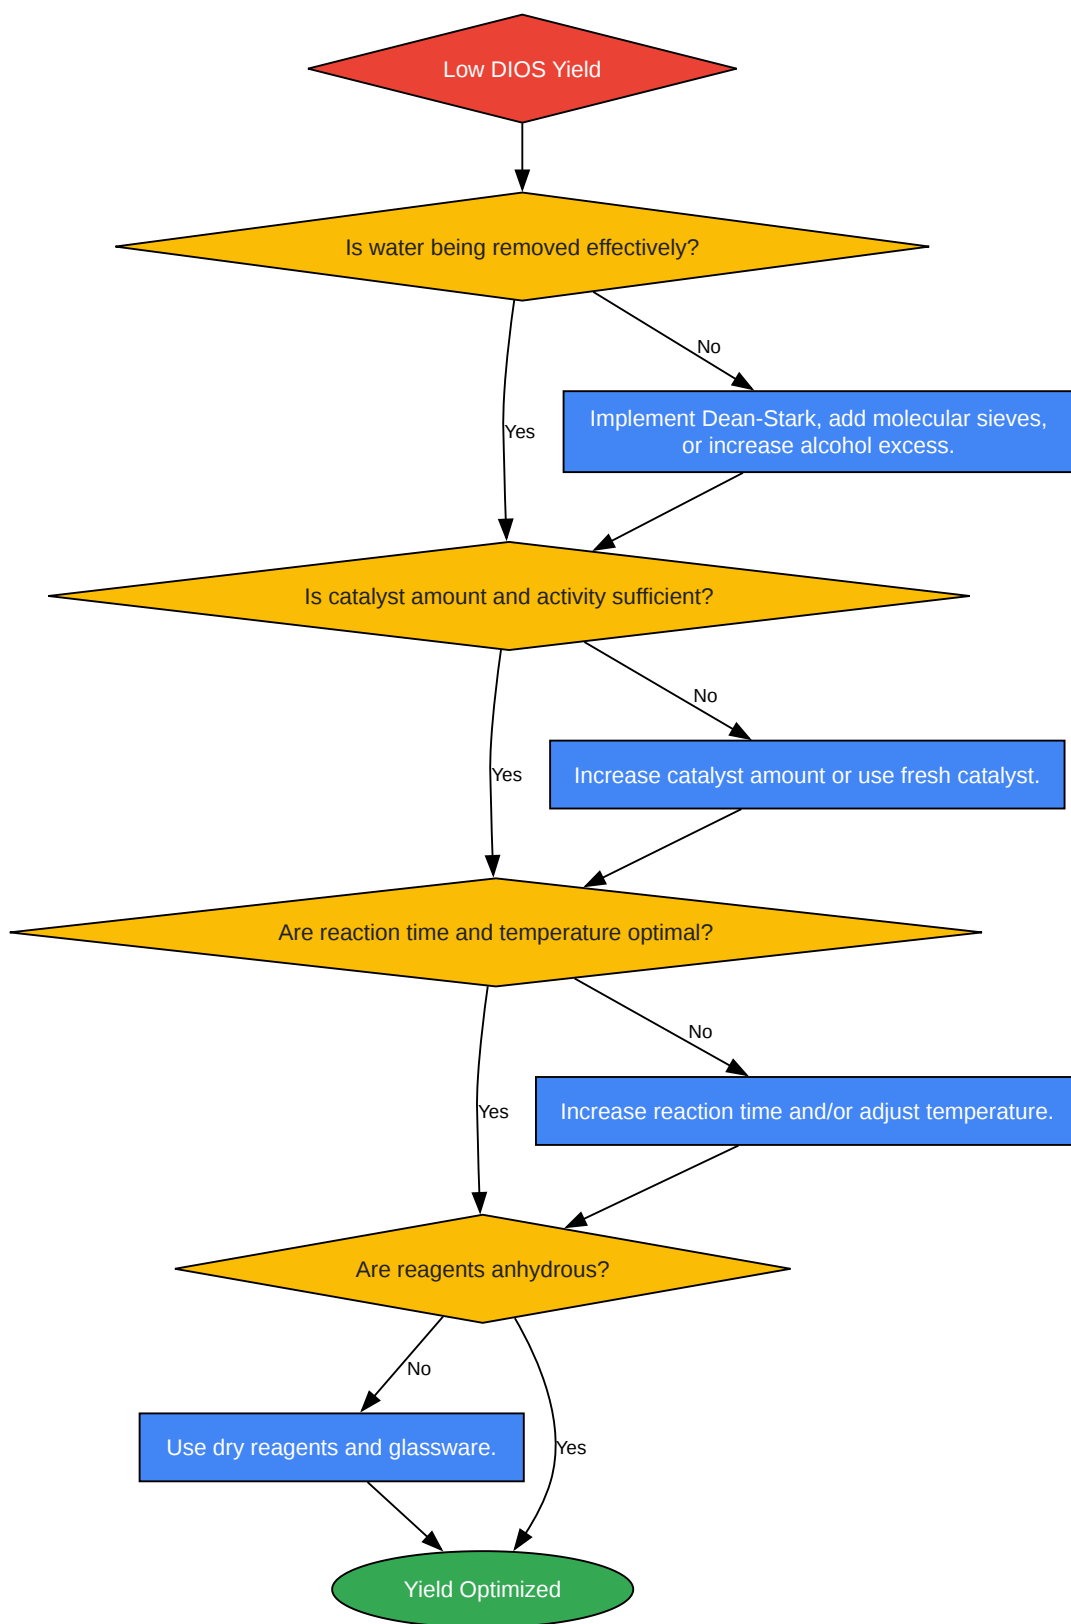 Low DIOS Yield
Is water being removed effectively?
No
Implement Dean-Stark, add molecular sieves,
or increase alcohol excess.
Yes
Is catalyst amount and activity sufficient?
No
Increase catalyst amount or use fresh catalyst.
Yes
Are reaction time and temperature optimal?
No
Increase reaction time and/or adjust temperature.
Yes
Are reagents anhydrous?
No
Use dry reagents and glassware.
Yes
Yield Optimized